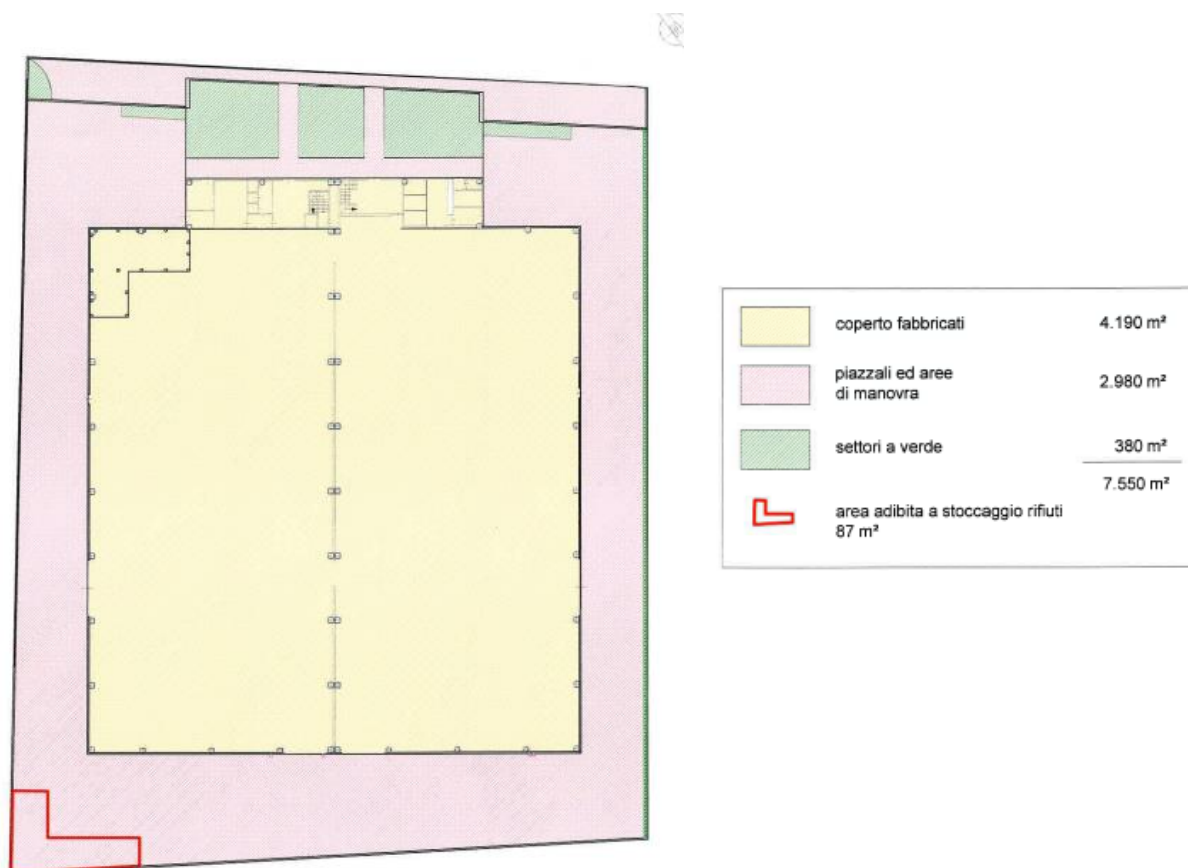 coperto fabbricati 4.190 m²
piazzali ed aree
di manovra 2.980 m²
settori a verde 380 m²
7.550 m²
area adibita a stoccaggio rifiuti
87 m²